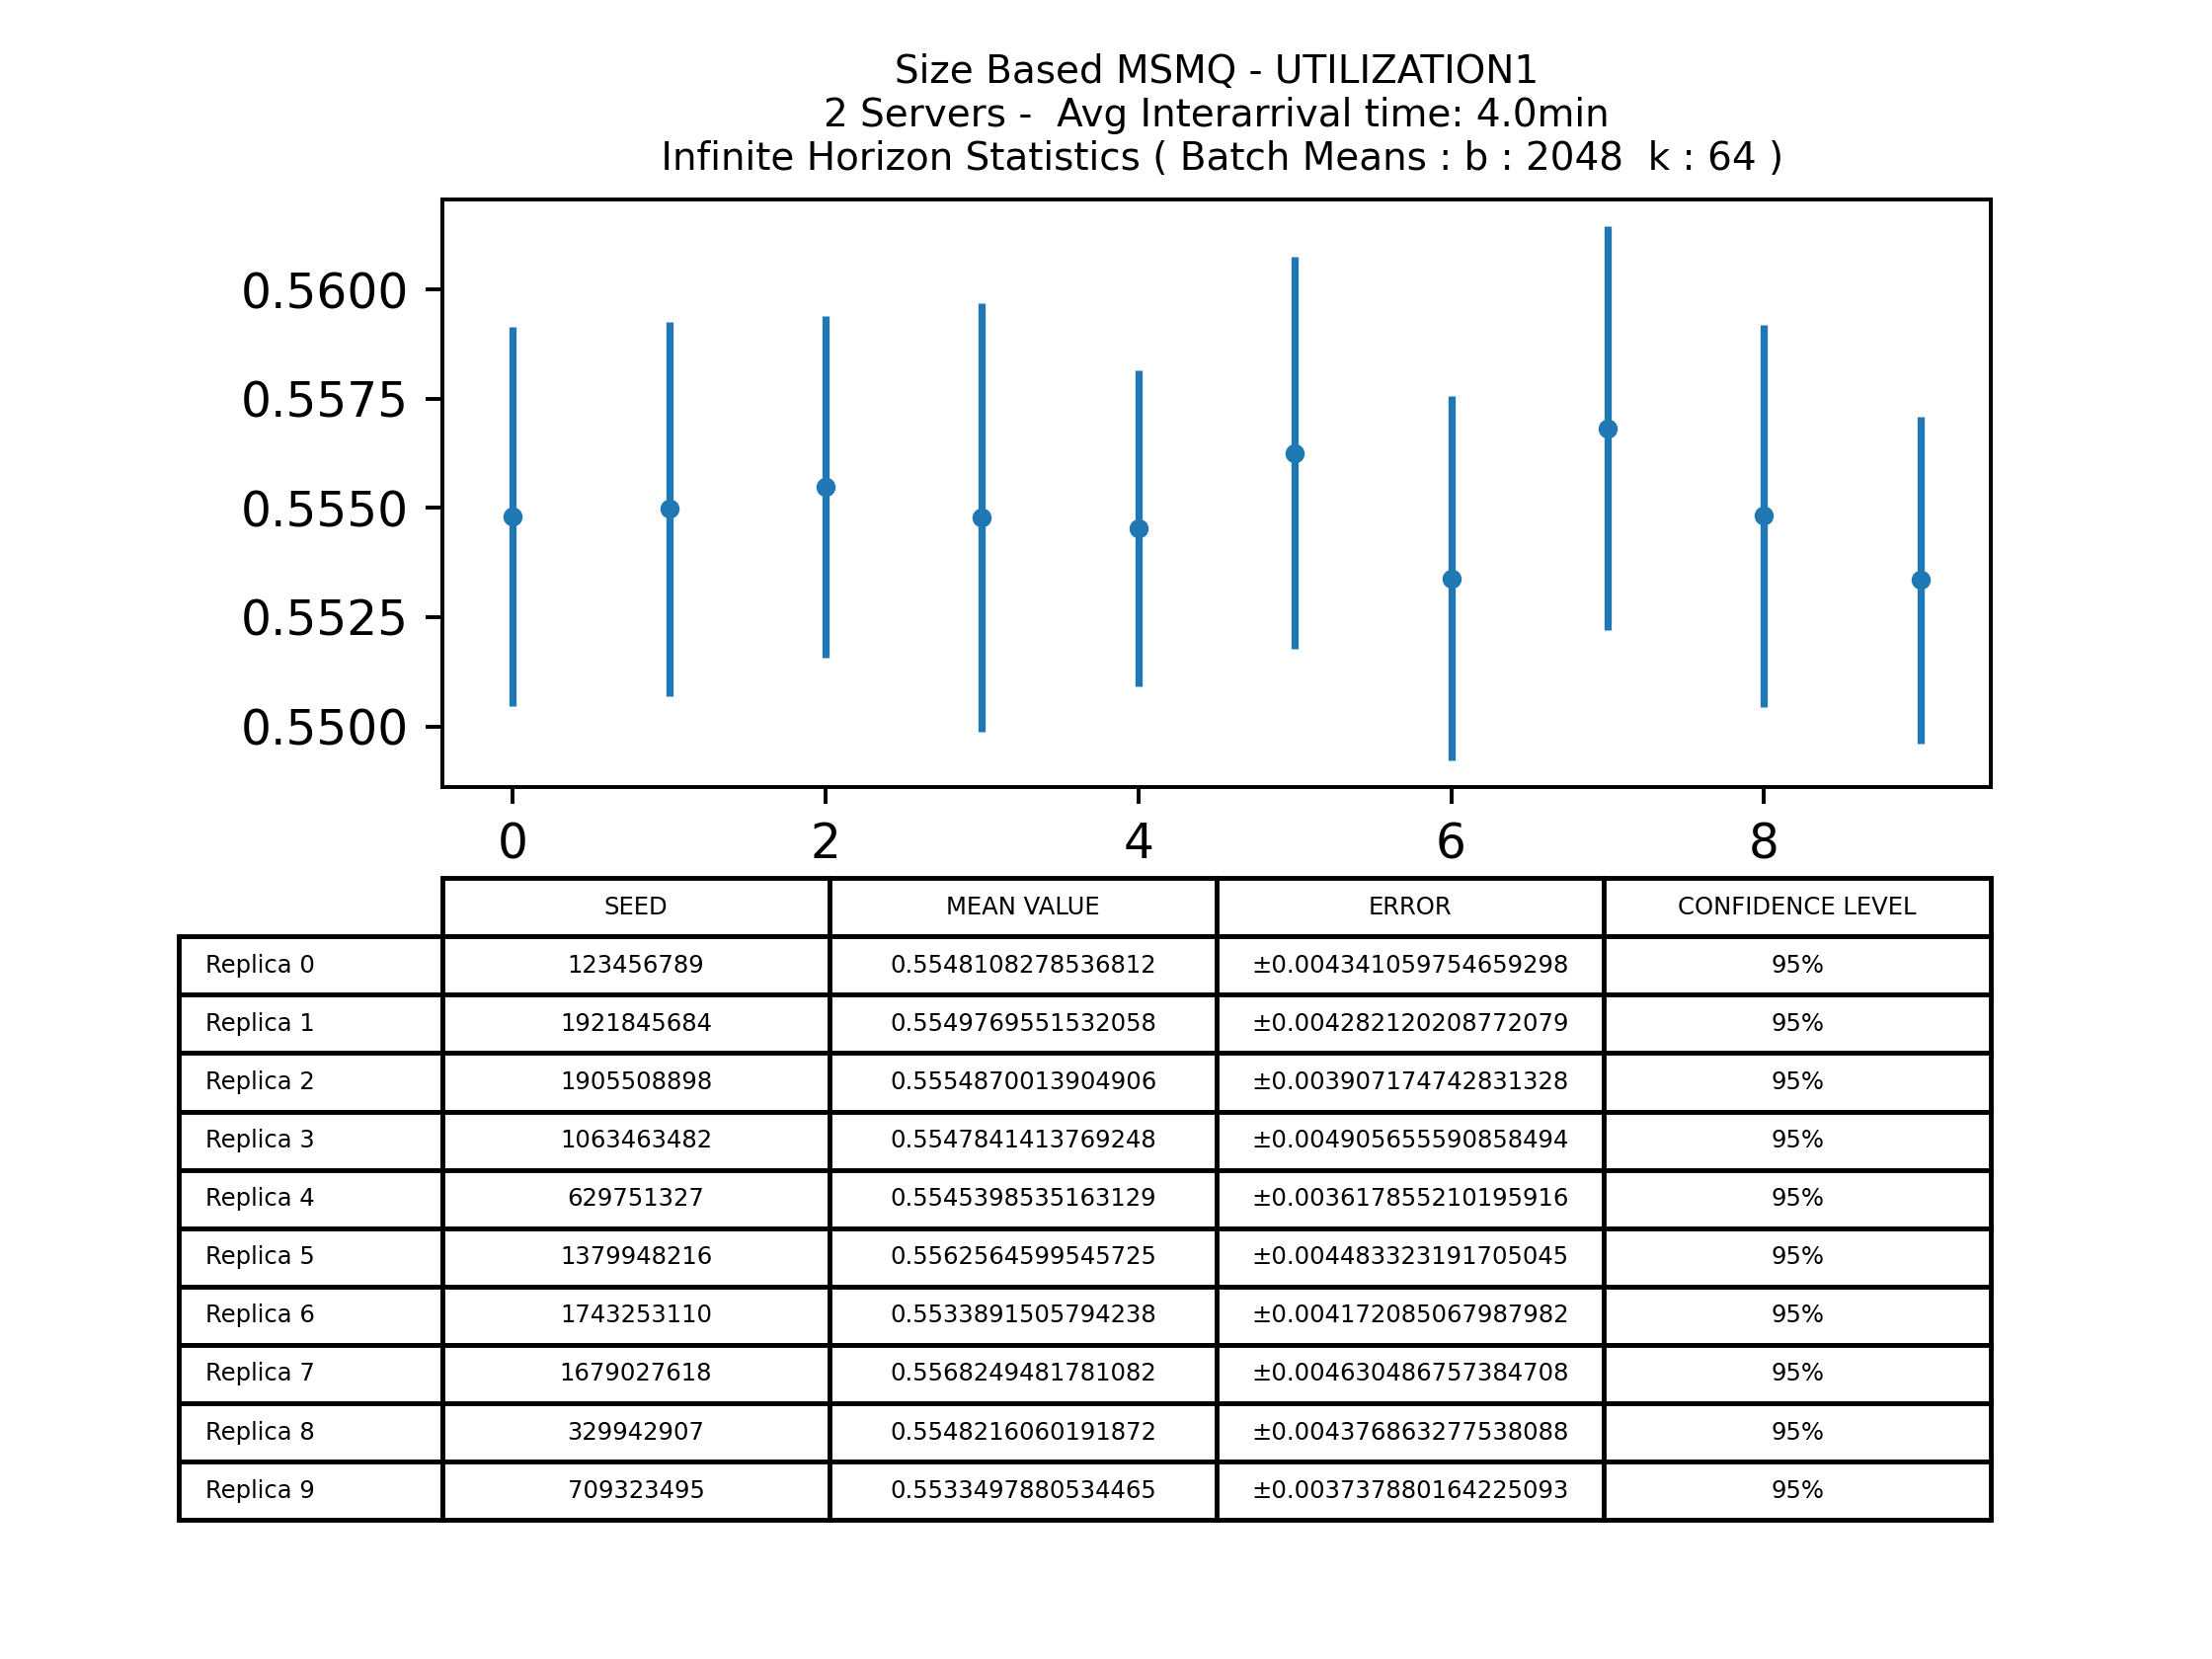 Size Based MSMQ - UTILIZATION1
2 Servers -  Avg Interarrival time: 4.0min
Infinite Horizon Statistics ( Batch Means : b : 2048  k : 64 )
0.5600
0.5575
0.5550
0.5525
0.5500
0 2 4 6 8
SEED MEAN VALUE ERROR CONFIDENCE LEVEL
Replica 0 123456789 0.5548108278536812 ±0.004341059754659298 95%
Replica 1 1921845684 0.5549769551532058 ±0.004282120208772079 95%
Replica 2 1905508898 0.5554870013904906 ±0.003907174742831328 95%
Replica 3 1063463482 0.5547841413769248 ±0.004905655590858494 95%
Replica 4 629751327 0.5545398535163129 ±0.003617855210195916 95%
Replica 5 1379948216 0.5562564599545725 ±0.004483323191705045 95%
Replica 6 1743253110 0.5533891505794238 ±0.004172085067987982 95%
Replica 7 1679027618 0.5568249481781082 ±0.004630486757384708 95%
Replica 8 329942907 0.5548216060191872 ±0.004376863277538088 95%
Replica 9 709323495 0.5533497880534465 ±0.003737880164225093 95%